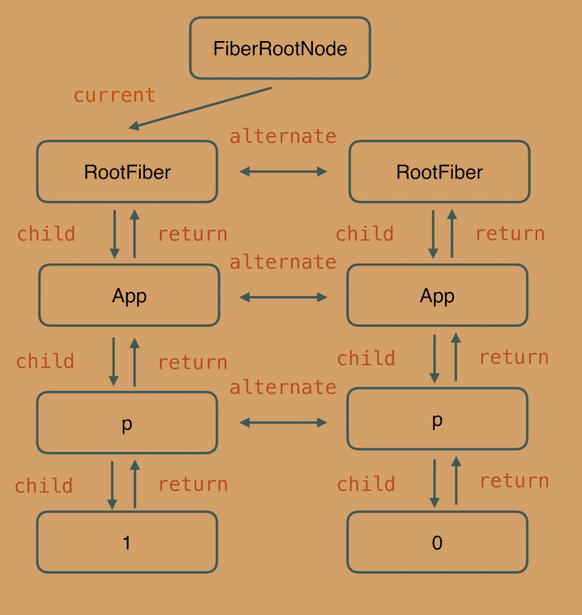 FiberRootNode
current
alternate
RootFiber
RootFiber
child
return
child
return
alternate
App
App
child
return
child
return
alternate
p
p
child
return
child
return
1
0